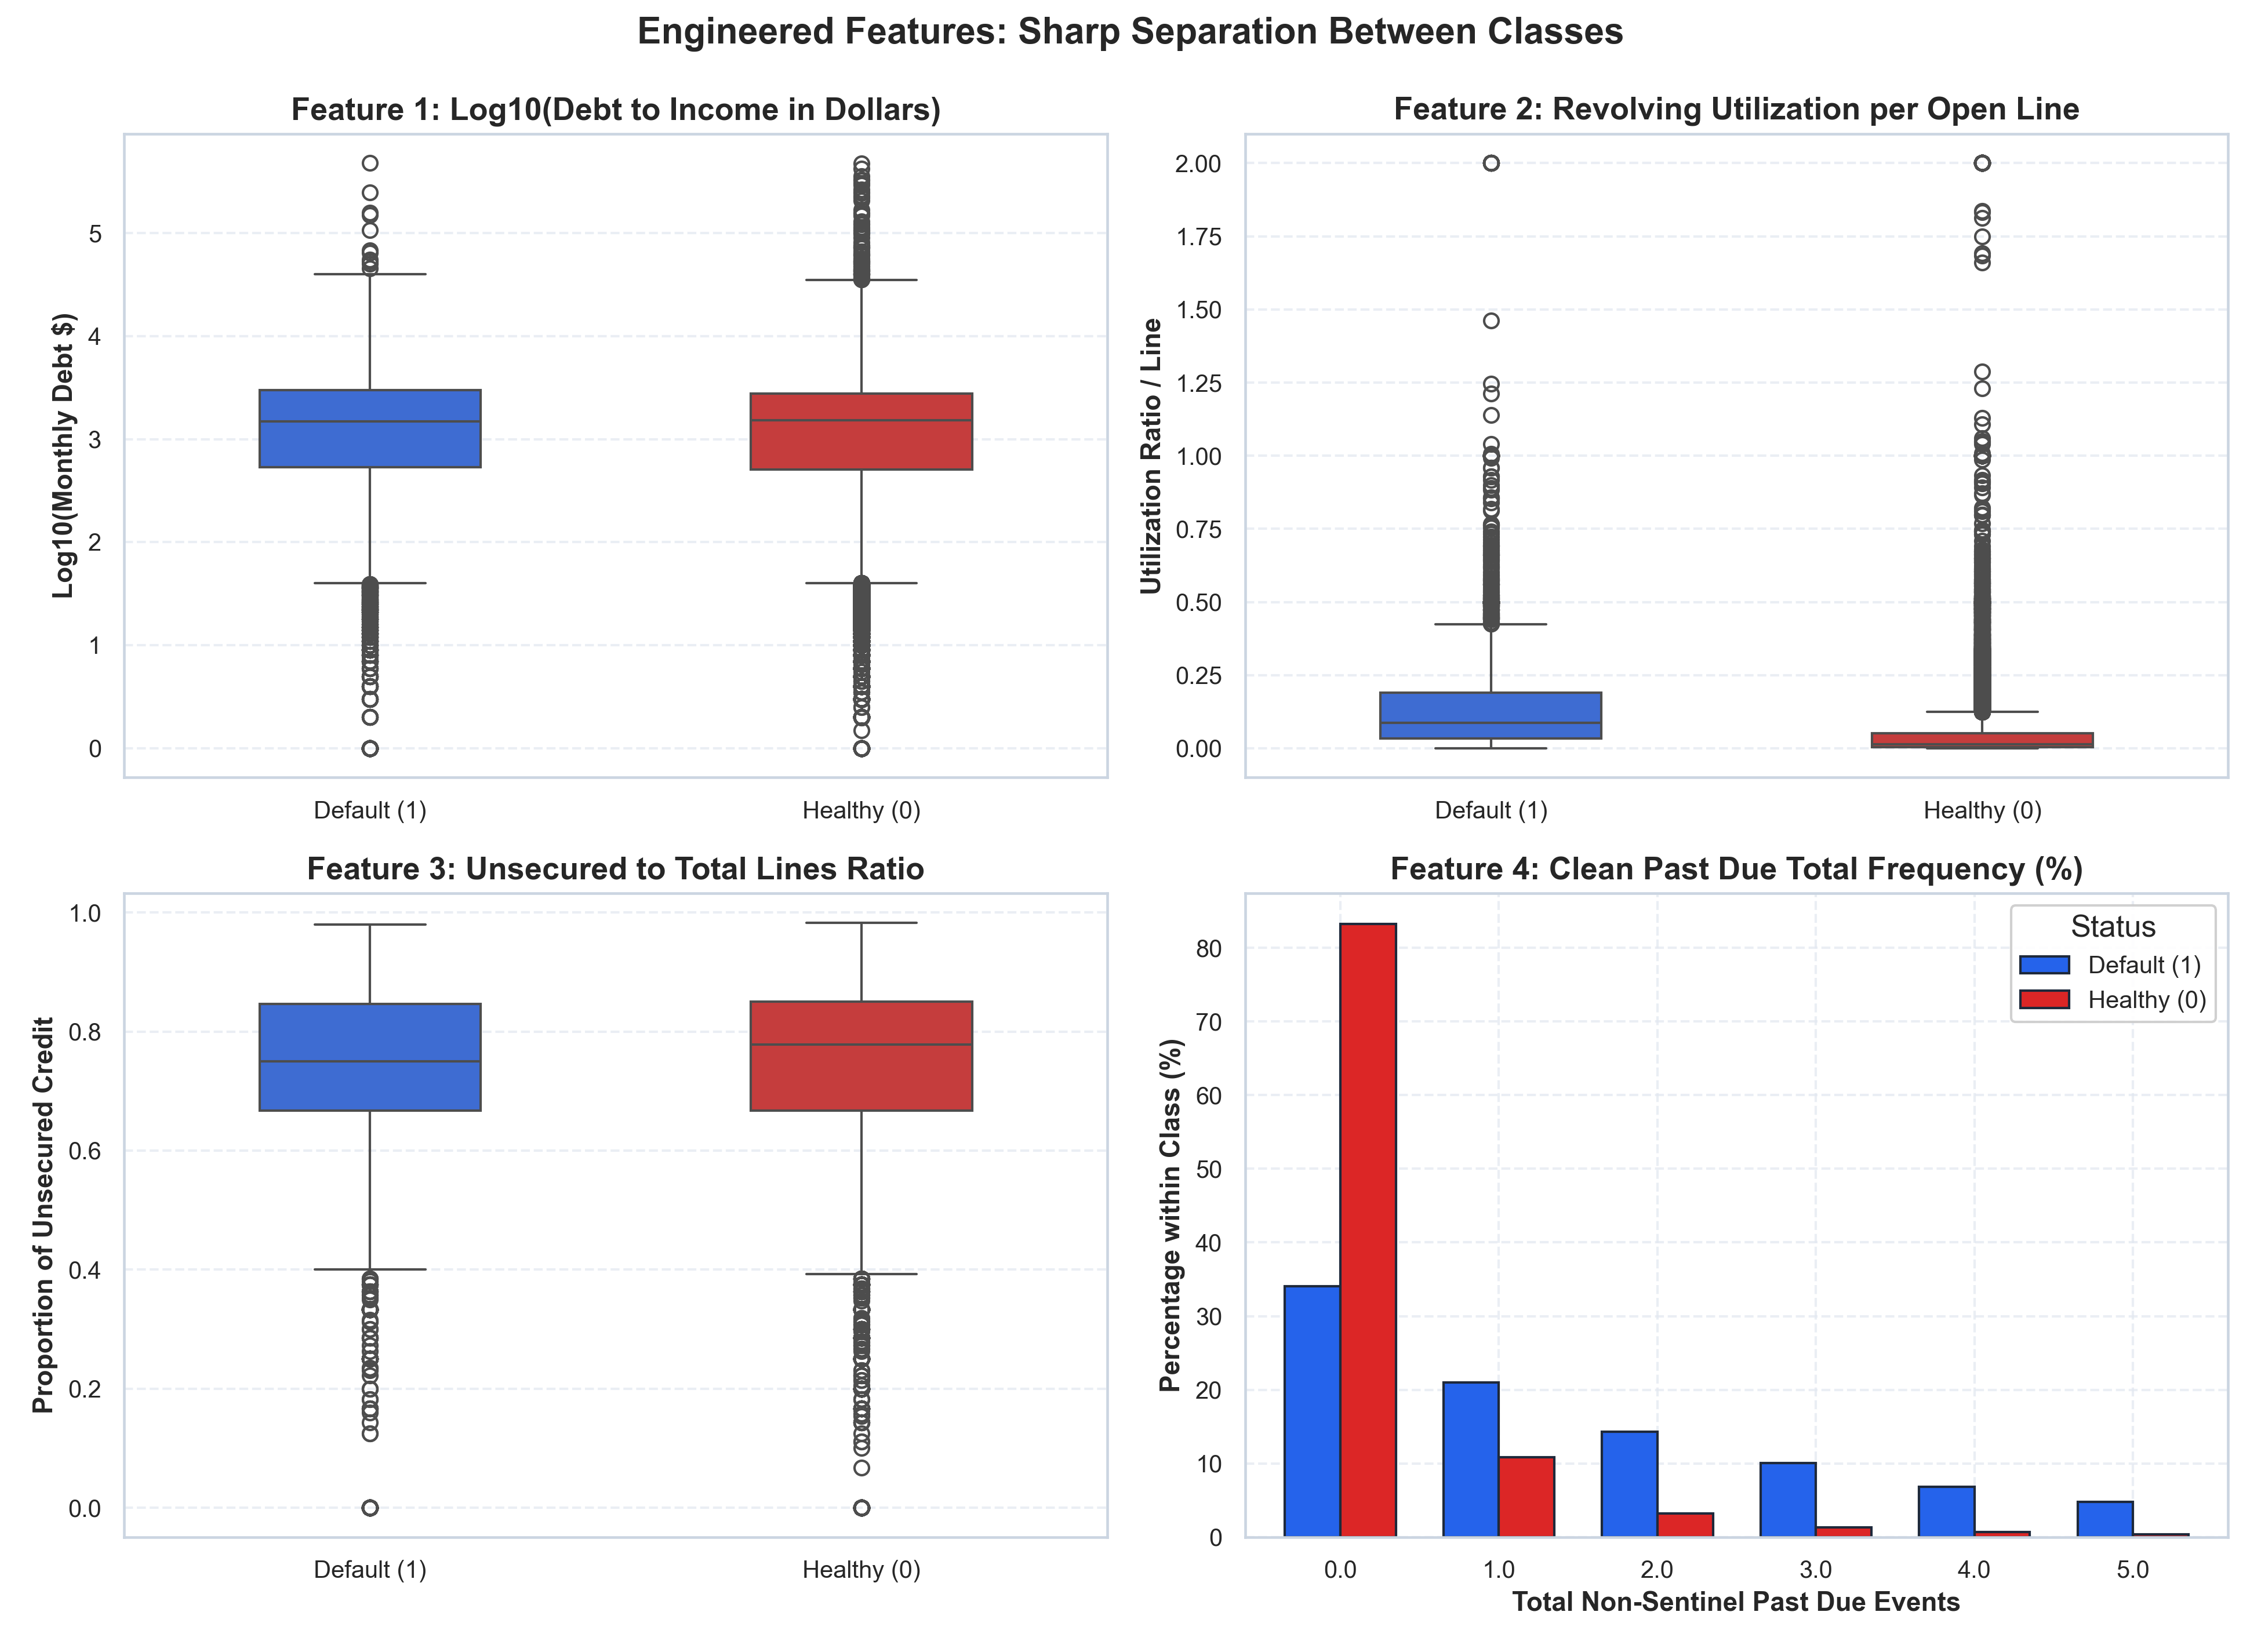 Engineered Features: Sharp Separation Between Classes
Feature 1: Log10(Debt to Income in Dollars)
Log10(Monthly Debt $)
5
4
3
2
1
0
Default (1)
Healthy (0)
Feature 2: Revolving Utilization per Open Line
Utilization Ratio / Line
2.00
1.75
1.50
1.25
1.00
0.75
0.50
0.25
0.00
Default (1)
Healthy (0)
Feature 3: Unsecured to Total Lines Ratio
Proportion of Unsecured Credit
1.0
0.8
0.6
0.4
0.2
0.0
Default (1)
Healthy (0)
Feature 4: Clean Past Due Total Frequency (%)
Percentage within Class (%)
80
70
60
50
40
30
20
10
0
Status
Default (1)
Healthy (0)
0.0 1.0 2.0 3.0 4.0 5.0
Total Non-Sentinel Past Due Events